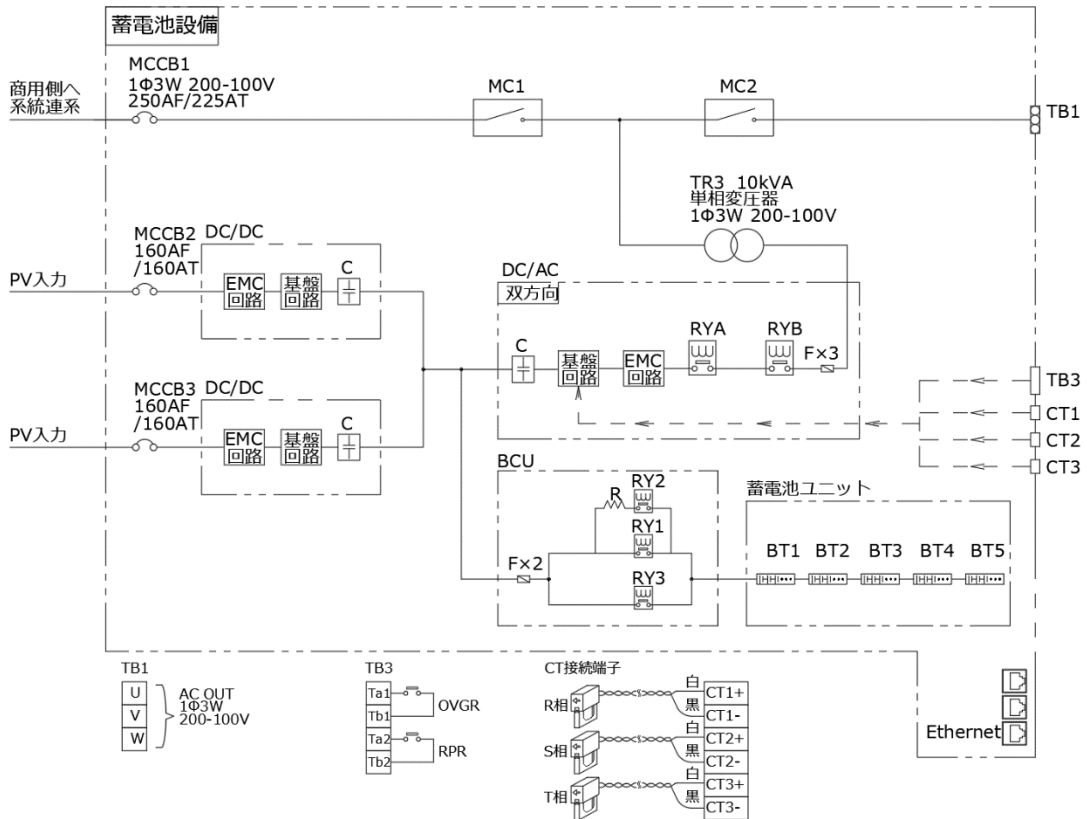 蓄電池設備
MCCB1
1Φ3W 200-100V
250AF/225AT
商用側へ
系統連系
MC1
MC2
TB1
TR3 10kVA
単相変圧器
1Φ3W 200-100V
MCCB2
160AF
/160AT
DC/DC
PV入力
EMC
回路
基盤
回路
C
DC/AC
双方向
C
基盤
回路
EMC
回路
RYA
RYB
F×3
MCCB3
160AF
/160AT
DC/DC
PV入力
EMC
回路
基盤
回路
C
TB3
CT1
CT2
CT3
BCU
R
RY2
RY1
F×2
RY3
蓄電池ユニット
BT1
BT2
BT3
BT4
BT5
TB1
U
V
W
AC OUT
1Φ3W
200-100V
TB3
Ta1
Tb1
Ta2
Tb2
OVGR
RPR
CT接続端子
R相
白
黒
CT1+
CT1-
S相
白
黒
CT2+
CT2-
T相
白
黒
CT3+
CT3-
Ethernet